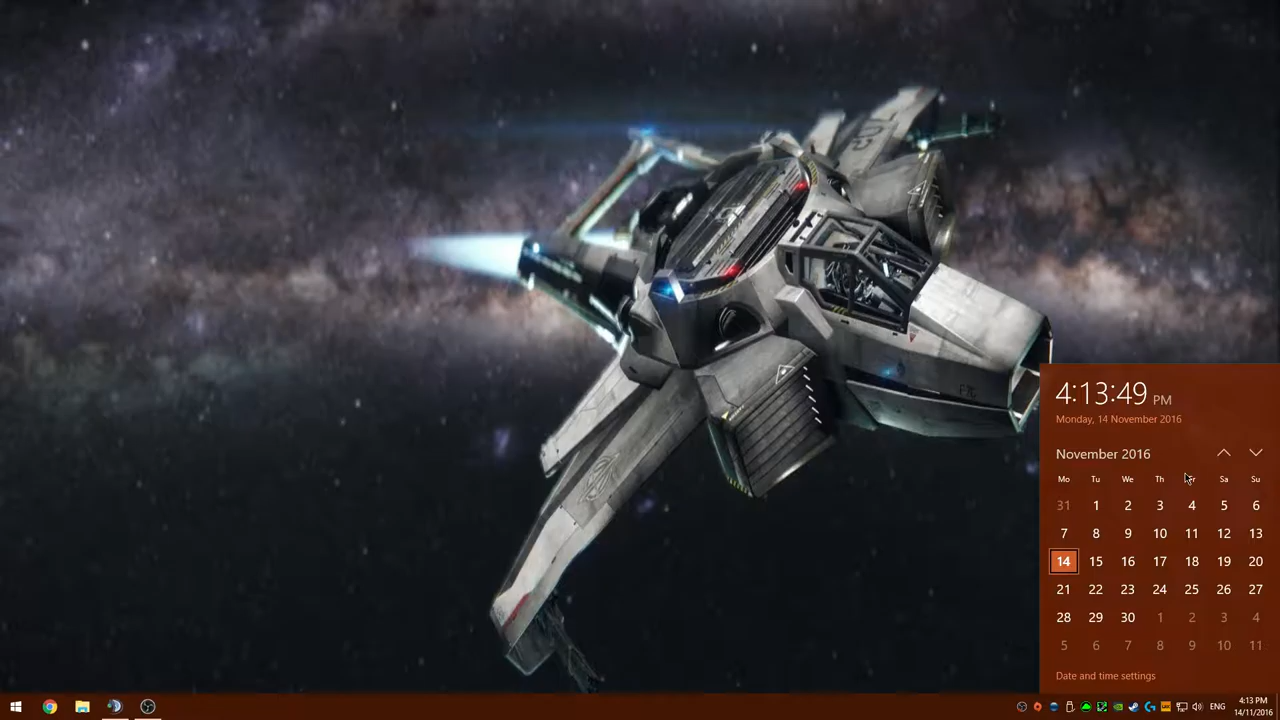 4:13:49 PM
Monday, 14 November 2016
November 2016
Mo Tu We Th Fr Sa Su
31 1 2 3 4 5 6
7 8 9 10 11 12 13
14 15 16 17 18 19 20
21 22 23 24 25 26 27
28 29 30 1 2 3 4
5 6 7 8 9 10 11
Date and time settings
ENG
4:13 PM
14/11/2016